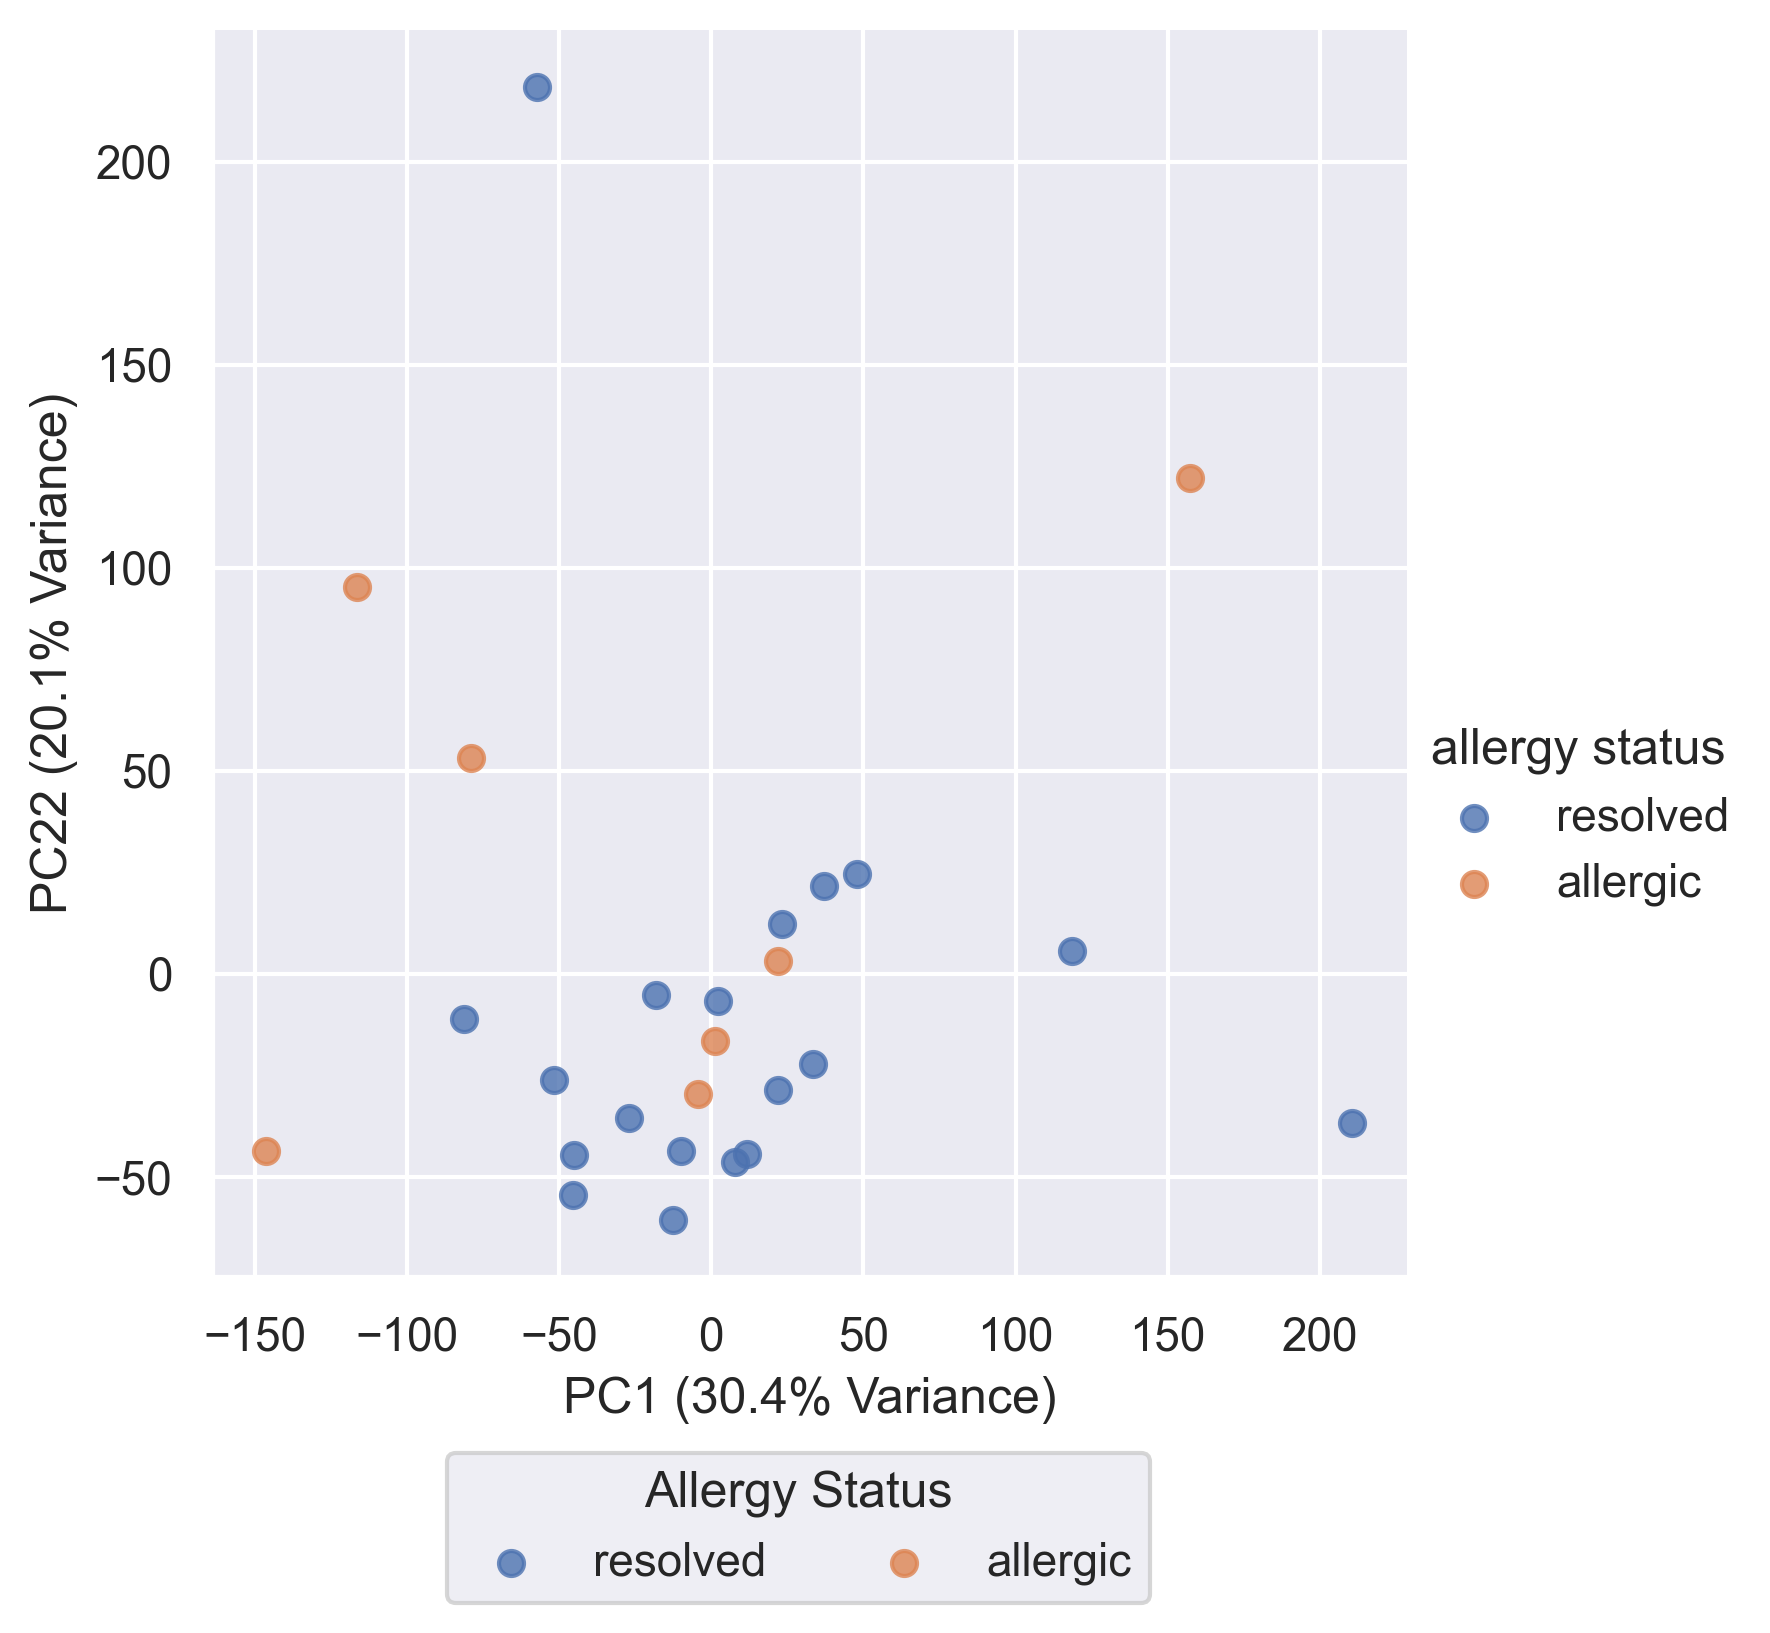 200
150
100
50
0
−50
PC22 (20.1% Variance)
−150
−100
−50
0
50
100
150
200
PC1 (30.4% Variance)
allergy status
resolved
allergic
Allergy Status
resolved allergic